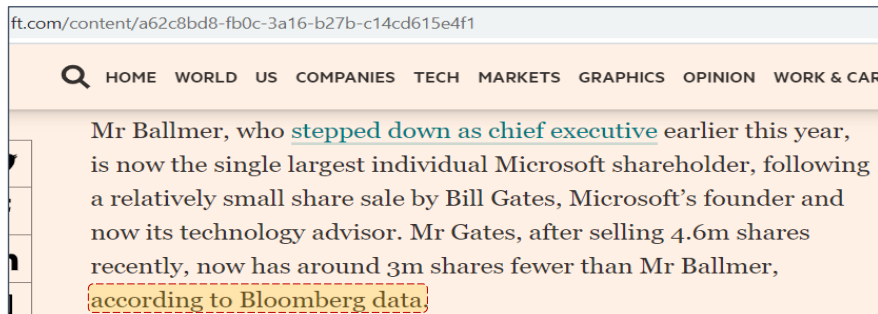 ft.com/content/a62c8bd8-fb0c-3a16-b27b-c14cd615e4f1
HOME WORLD US COMPANIES TECH MARKETS GRAPHICS OPINION WORK & CAR
Mr Ballmer, who stepped down as chief executive earlier this year,
is now the single largest individual Microsoft shareholder, following
a relatively small share sale by Bill Gates, Microsoft's founder and
now its technology advisor. Mr Gates, after selling 4.6m shares
recently, now has around 3m shares fewer than Mr Ballmer,
according to Bloomberg data.